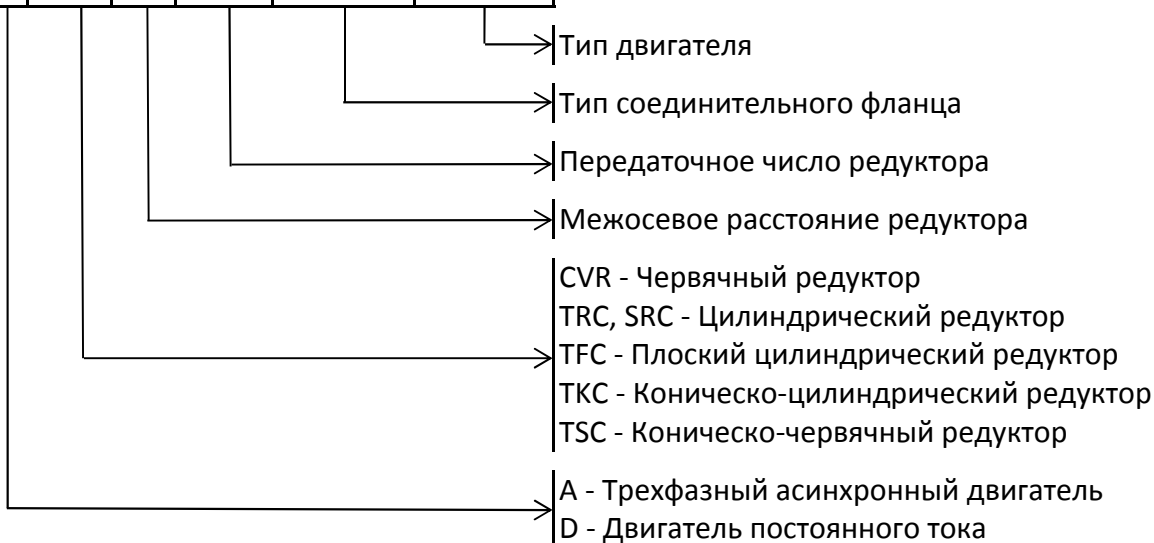 Тип двигателя
Тип соединительного фланца
Передаточное число редуктора
Межосевое расстояние редуктора
CVR - Червячный редуктор
TRC, SRC - Цилиндрический редуктор
TFC - Плоский цилиндрический редуктор
TKC - Коническо-цилиндрический редуктор
TSC - Коническо-червячный редуктор
A - Трехфазный асинхронный двигатель
D - Двигатель постоянного тока